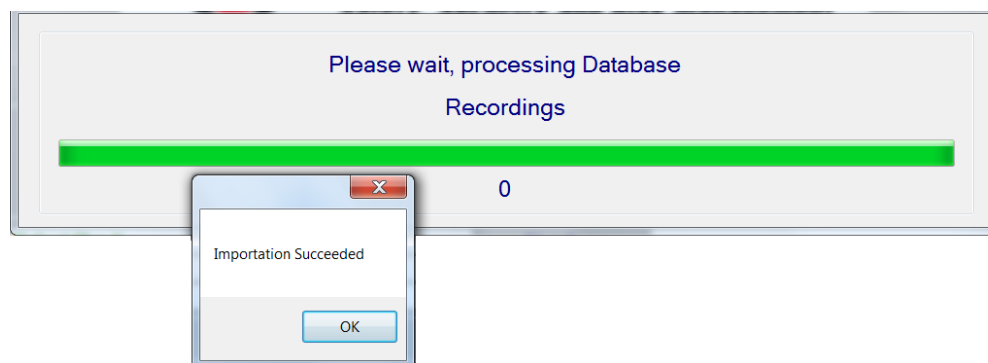 Please wait, processing Database
Recordings
0
Importation Succeeded
OK